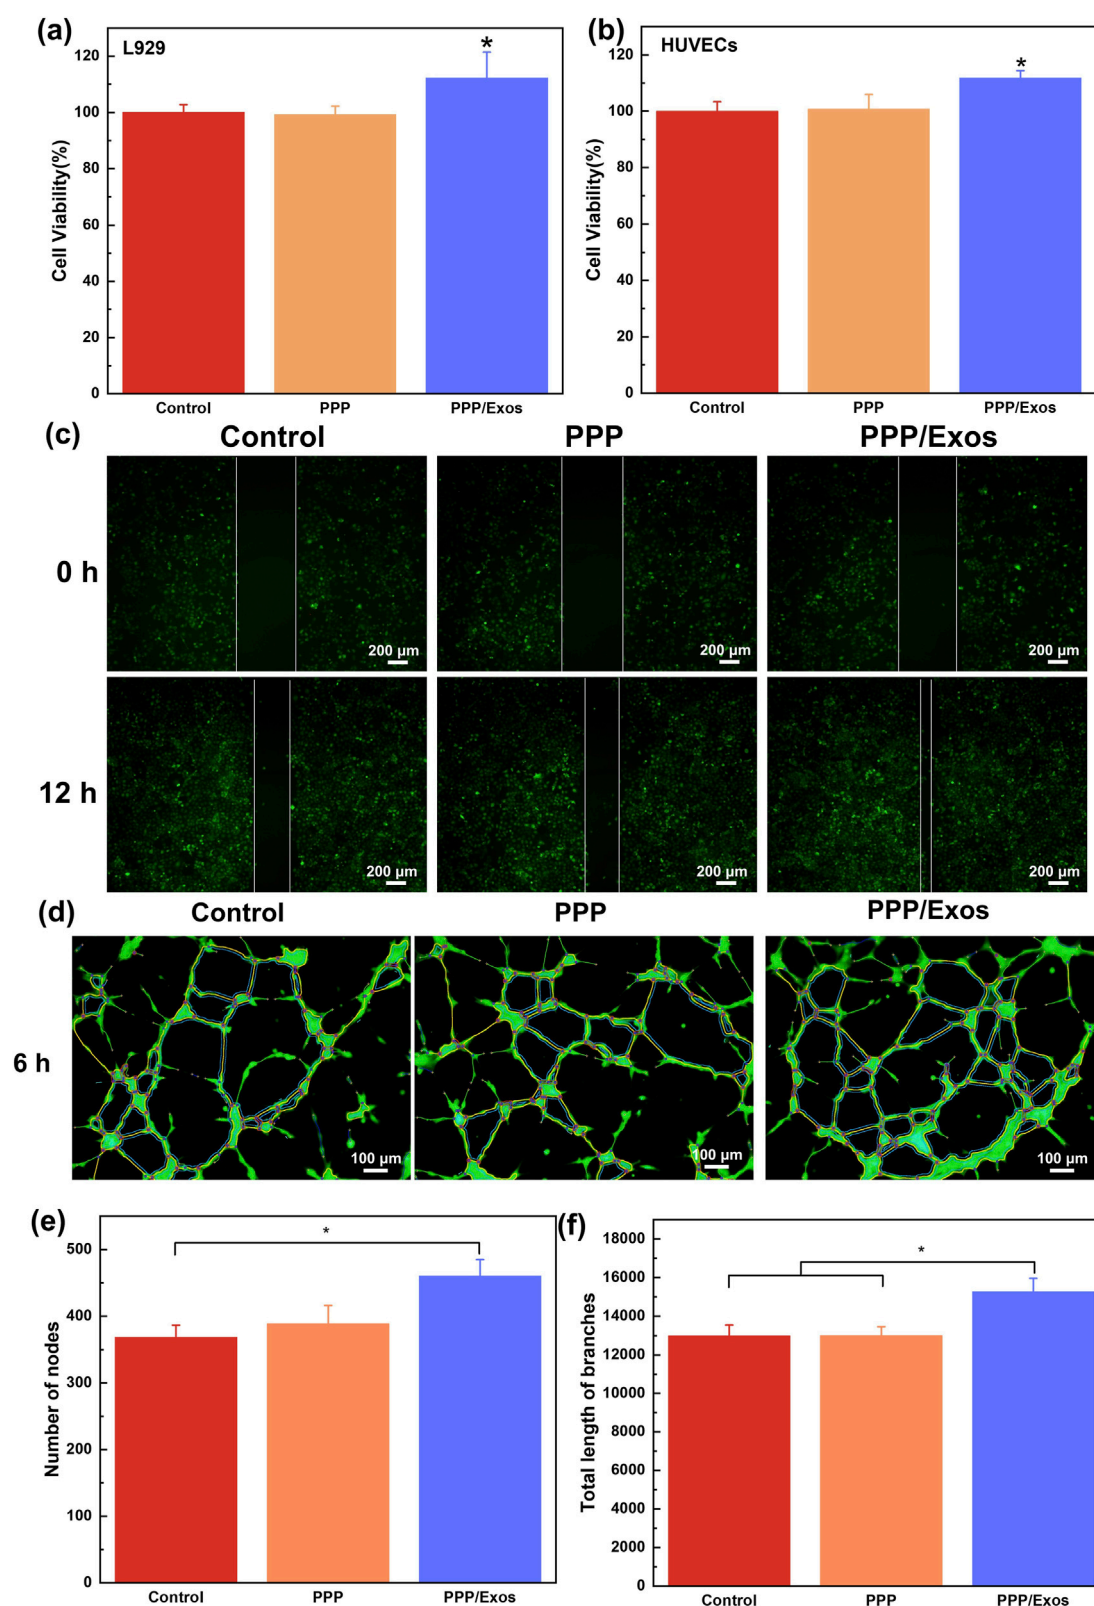 (a)
L929
*
Cell Viability(%)
120
100
80
60
40
20
0
Control PPP PPP/Exos
(b)
HUVECs
*
Cell Viability(%)
120
100
80
60
40
20
0
Control PPP PPP/Exos
(c)
Control PPP PPP/Exos
0 h
200 µm 200 µm 200 µm
12 h
200 µm 200 µm 200 µm
(d)
Control PPP PPP/Exos
6 h
100 µm 100 µm 100 µm
(e)
*
Number of nodes
500
400
300
200
100
0
Control PPP PPP/Exos
(f)
*
Total length of branches
18000
16000
14000
12000
10000
8000
6000
4000
2000
0
Control PPP PPP/Exos